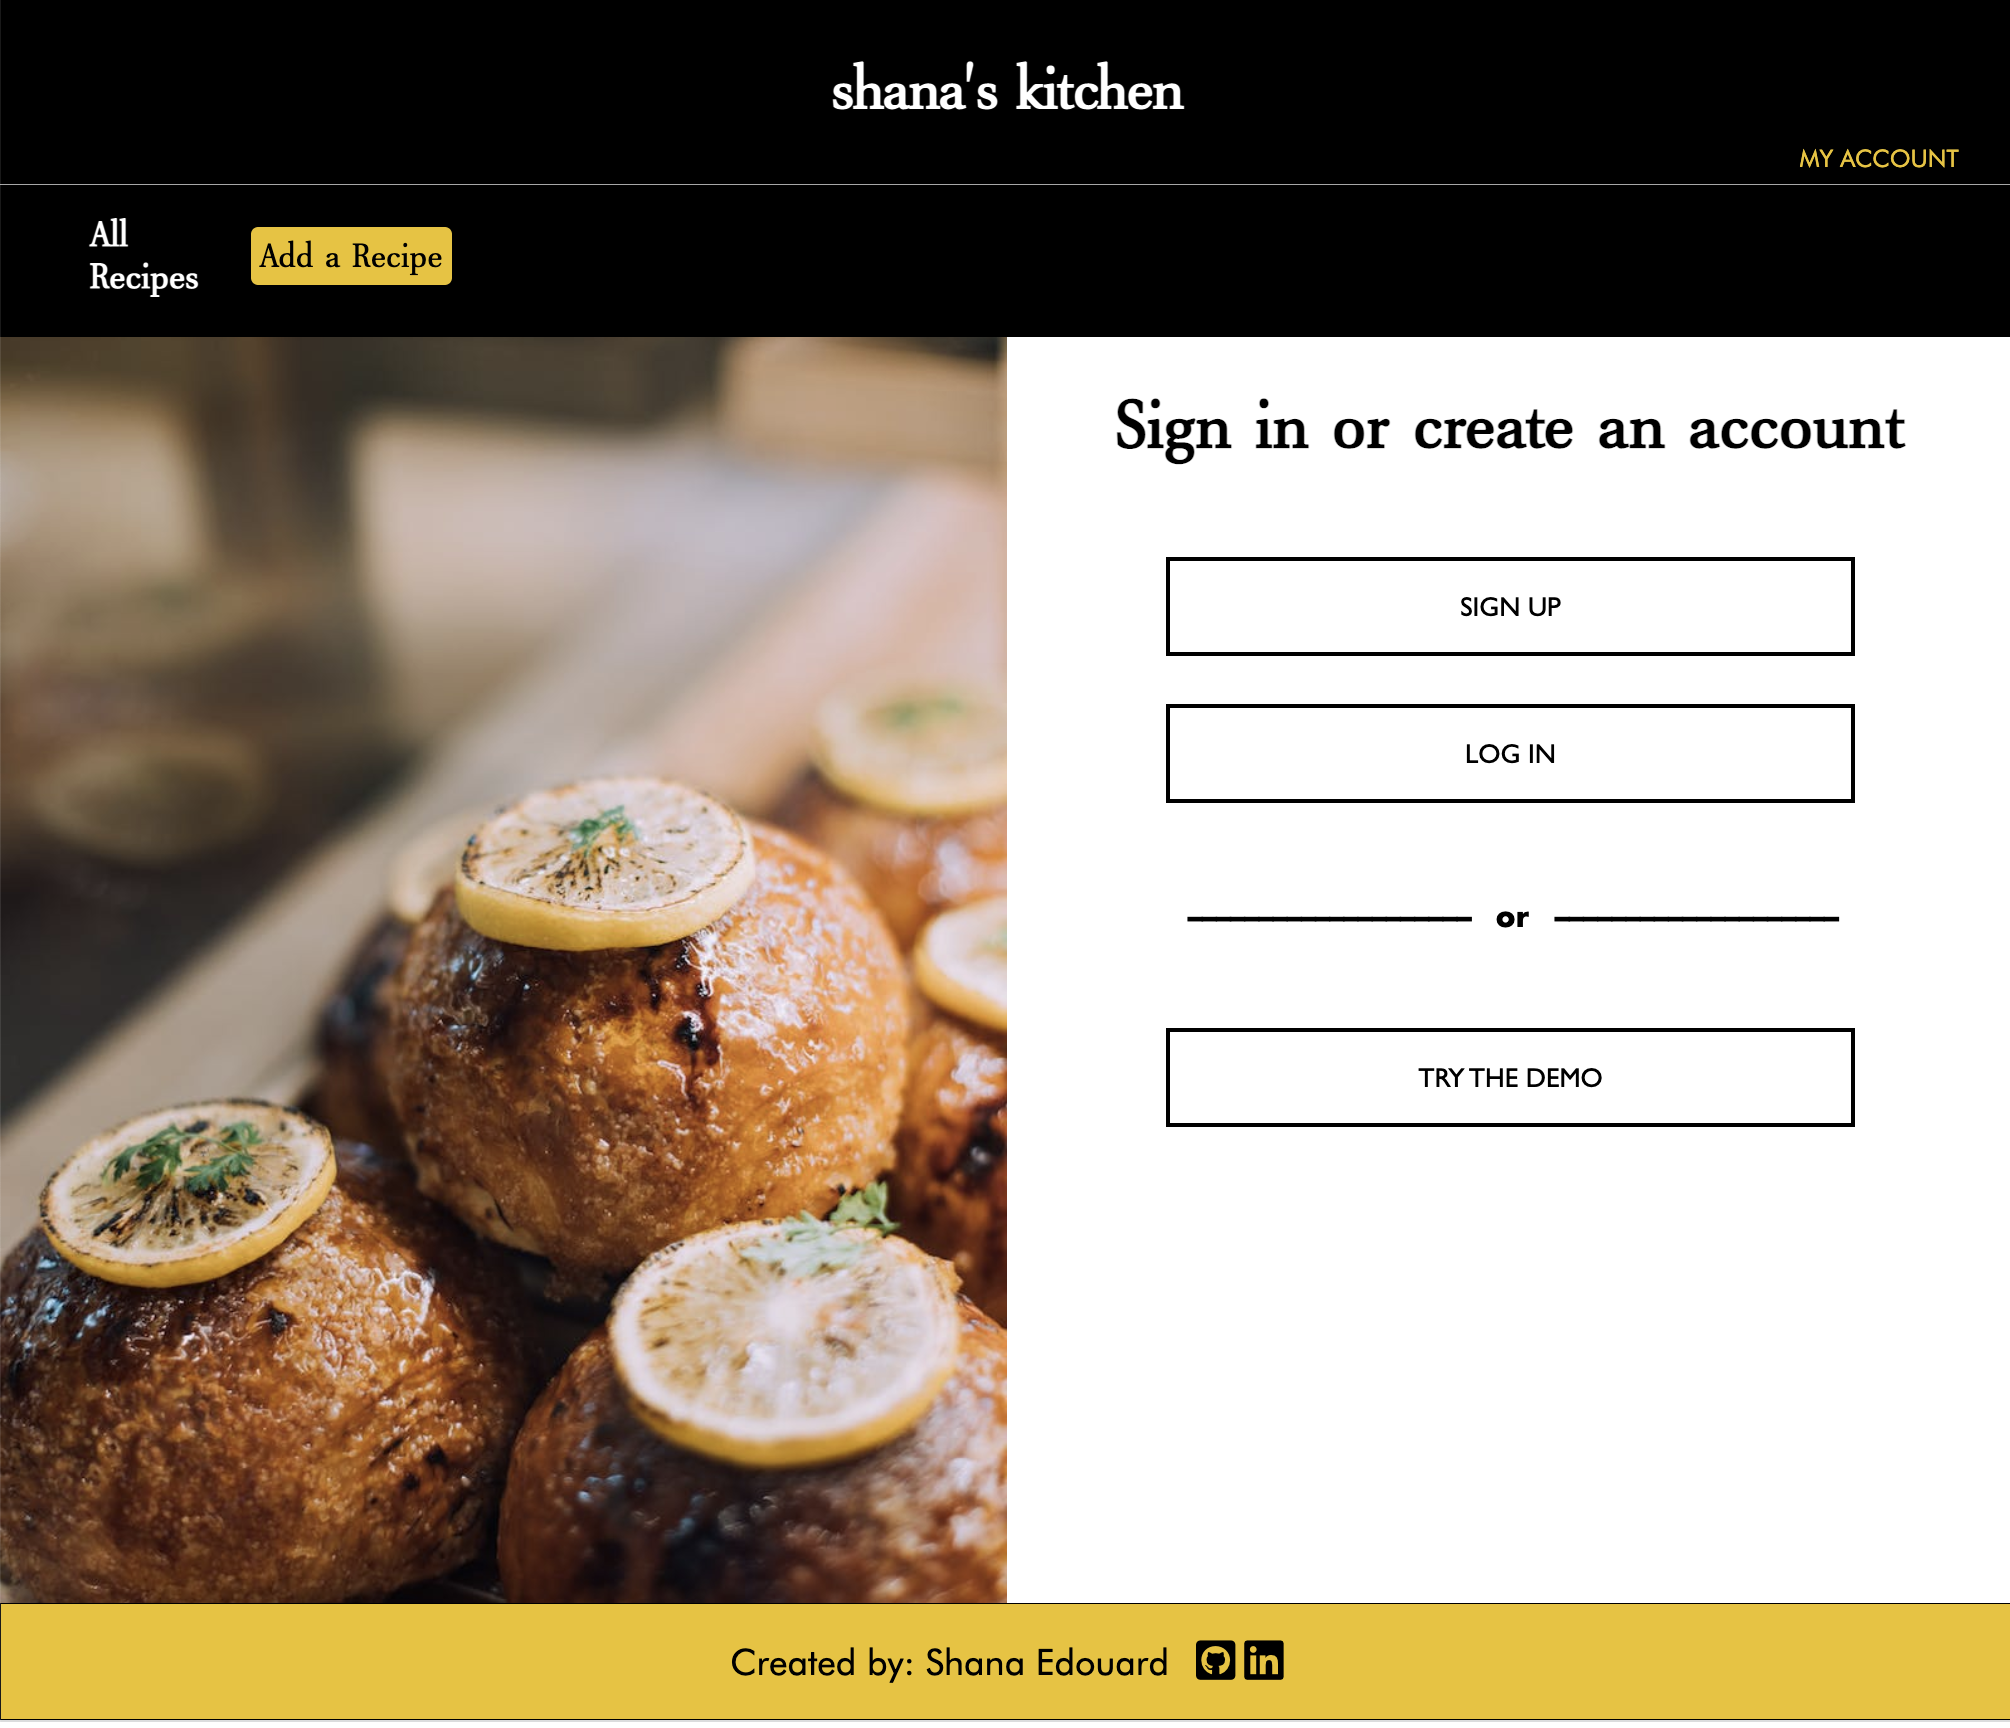 shana's kitchen
MY ACCOUNT
All
Recipes
Add a Recipe
Sign in or create an account
SIGN UP
LOG IN
or
TRY THE DEMO
Created by: Shana Edouard
in